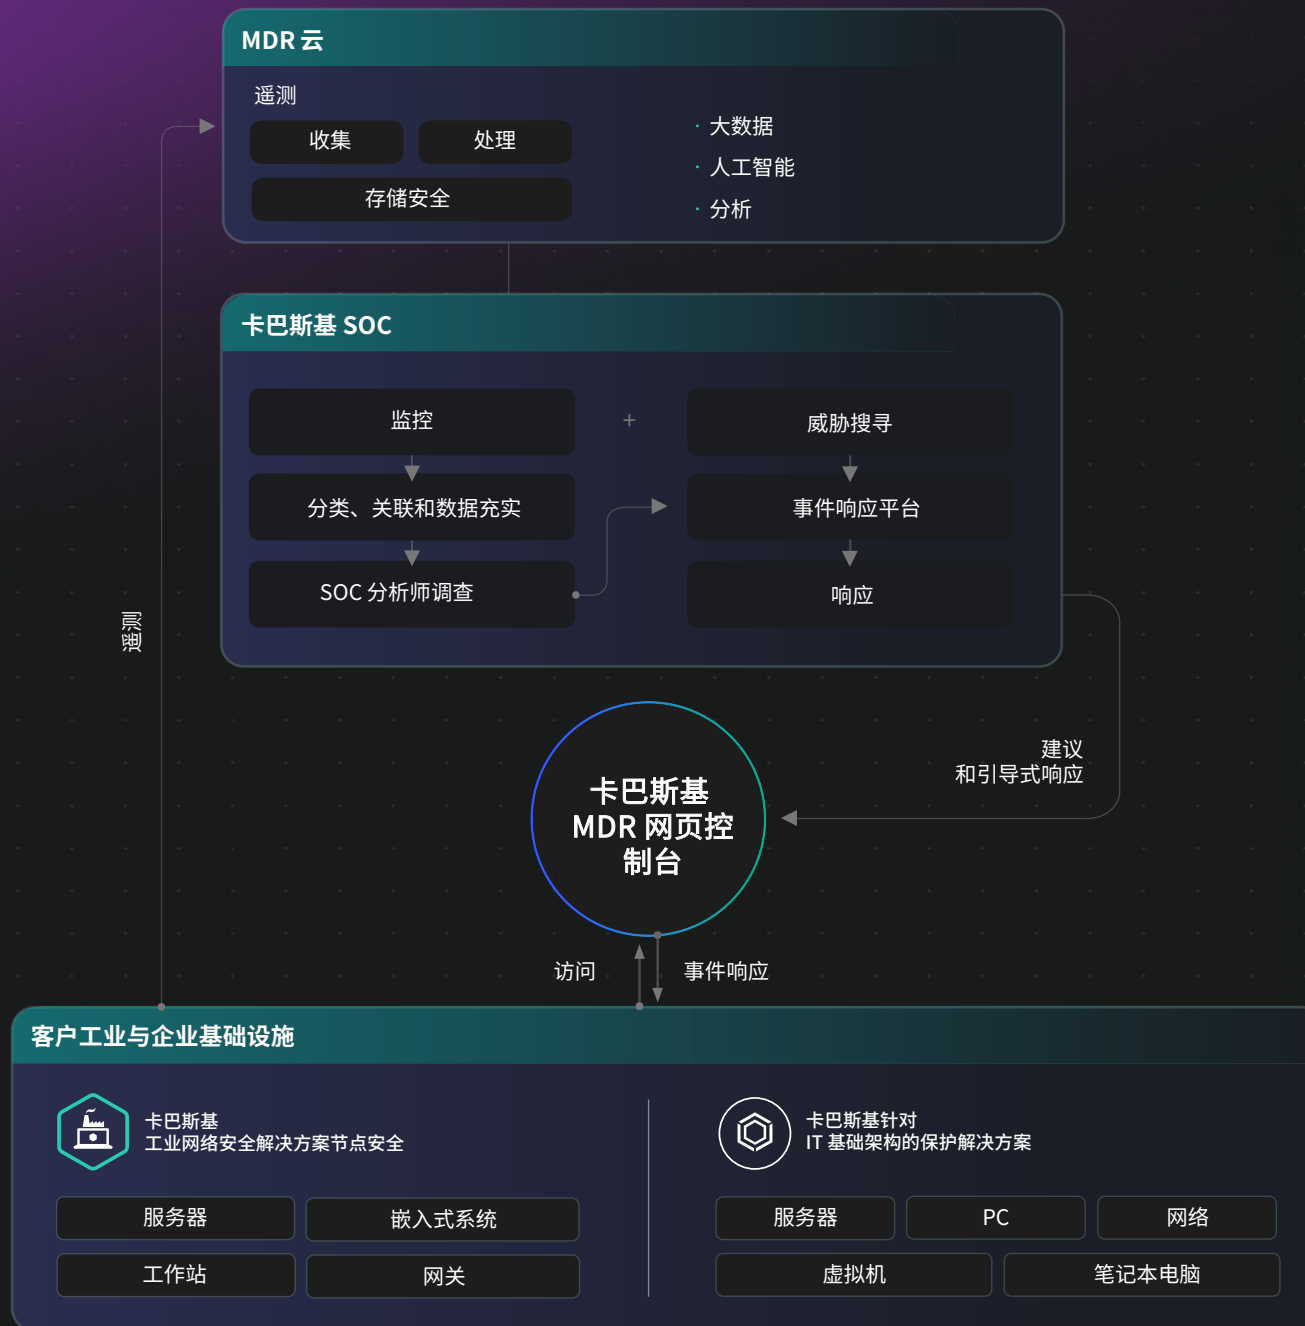 MDR 云
遥测
收集
处理
存储安全
· 大数据
· 人工智能
· 分析
卡巴斯基 SOC
监控
+
威胁搜寻
分类、关联和数据充实
事件响应平台
SOC 分析师调查
响应
遥测
建议
和引导式响应
卡巴斯基
MDR 网页控
制台
访问
事件响应
客户工业与企业基础设施
卡巴斯基
工业网络安全解决方案节点安全
服务器
嵌入式系统
工作站
网关
卡巴斯基针对
IT 基础架构的保护解决方案
服务器
PC
网络
虚拟机
笔记本电脑